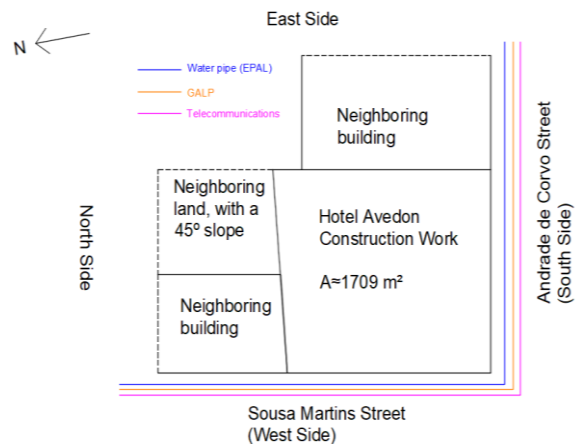 East Side
N
Water pipe (EPAL)
GALP
Telecommunications
Neighboring
building
Neighboring
land, with a
45º slope
Hotel Avedon
Construction Work
A≈1709 m²
North Side
Neighboring
building
Andrade de Corvo Street
(South Side)
Sousa Martins Street
(West Side)